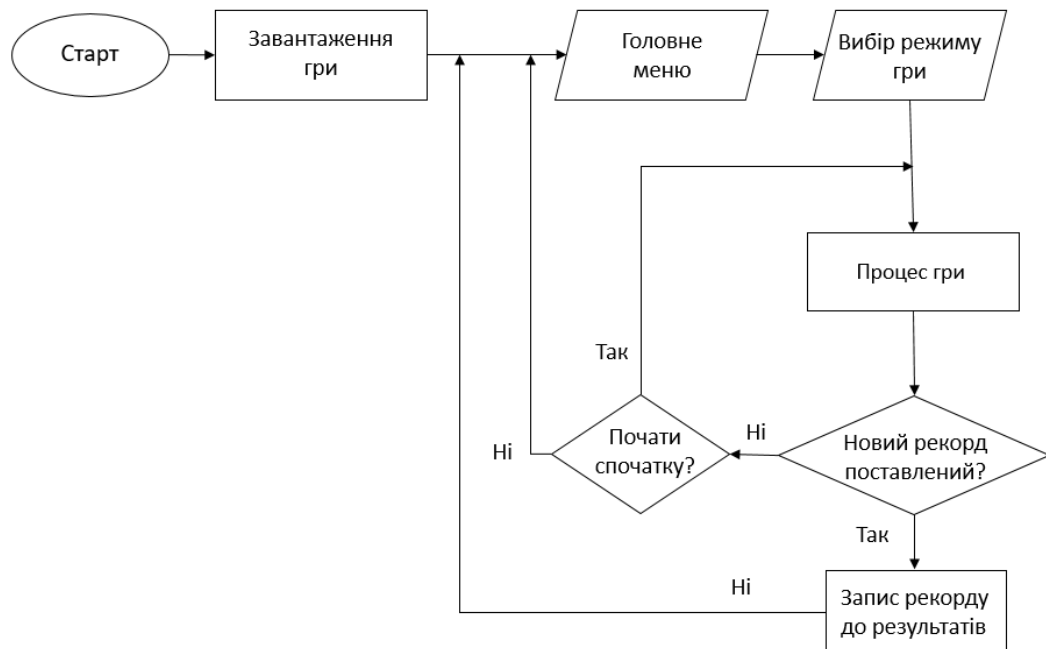 Старт
Завантаження
гри
Головне
меню
Вибір режиму
гри
Процес гри
Так
Ні
Почати
спочатку?
Ні
Новий рекорд
поставлений?
Так
Ні
Запис рекорду
до результатів